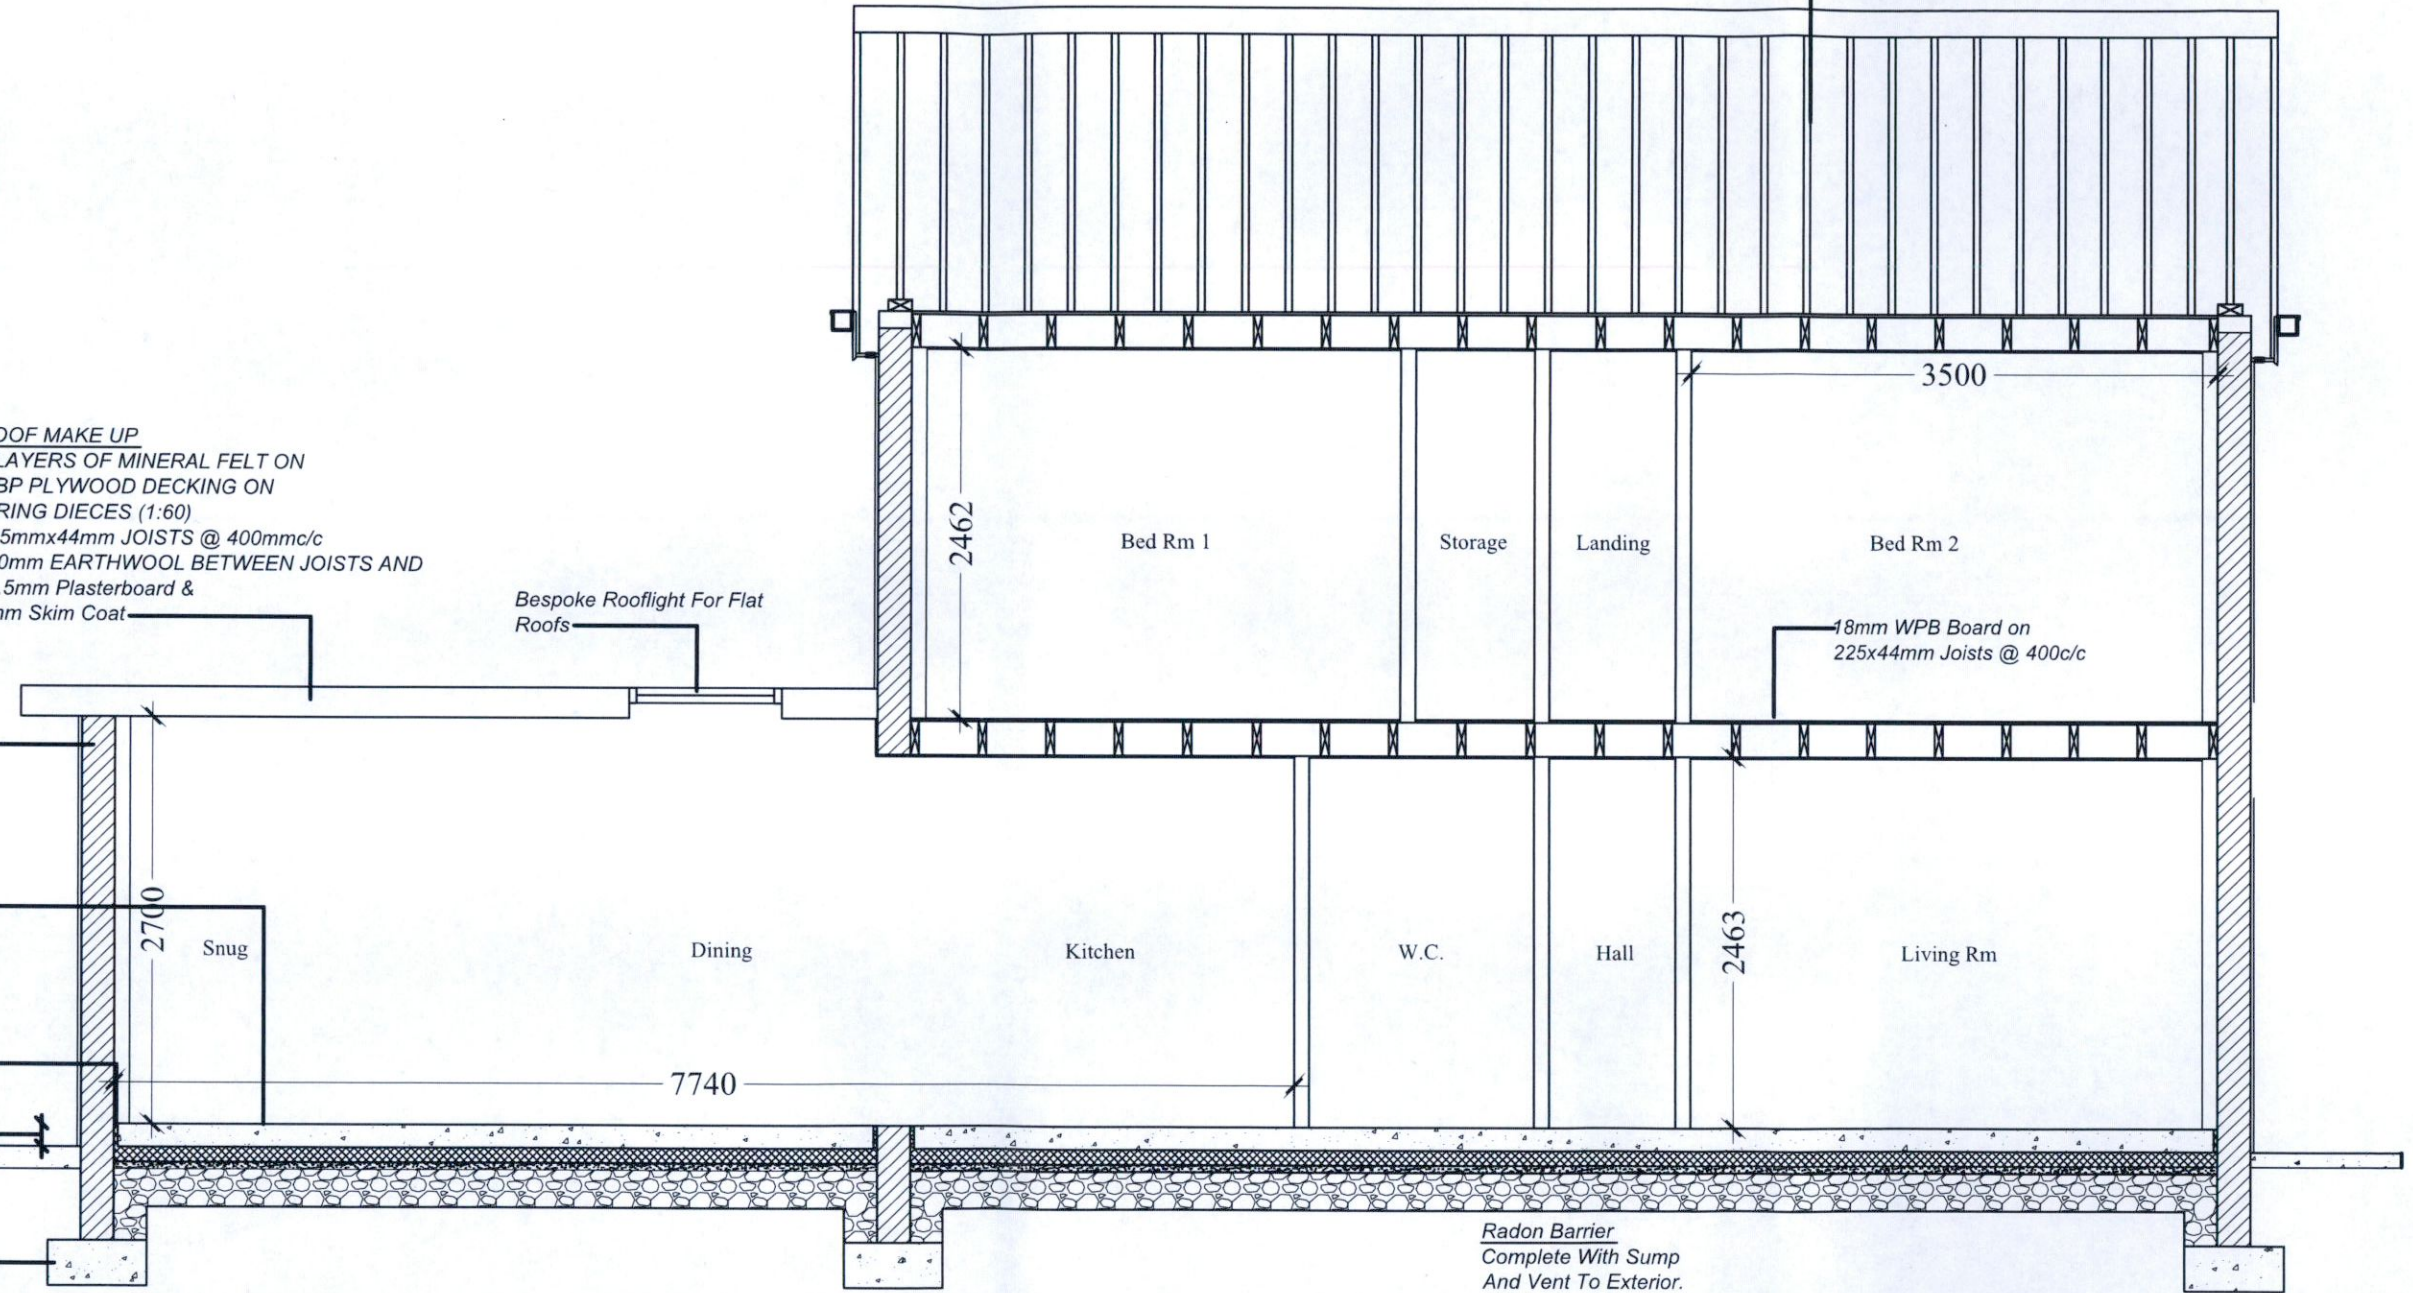 OOF MAKE UP
LAYERS OF MINERAL FELT ON
BP PLYWOOD DECKING ON
RING DIECES (1:60)
5mmx44mm JOISTS @ 400mmc/c
0mm EARTHWOOL BETWEEN JOISTS AND
.5mm Plasterboard &
mm Skim Coat
Bespoke Rooflight For Flat
Roofs
3500
2462
Bed Rm 1
Storage
Landing
Bed Rm 2
18mm WPB Board on
225x44mm Joists @ 400c/c
2700
Snug
Dining
Kitchen
W.C.
Hall
2463
Living Rm
7740
Radon Barrier
Complete With Sump
And Vent To Exterior.